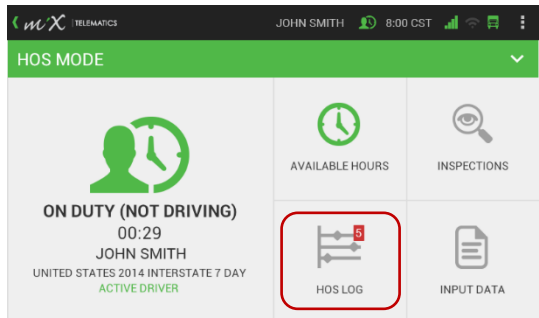 miX TELEMATICS JOHN SMITH 8:00 CST
HOS MODE
AVAILABLE HOURS
INSPECTIONS
ON DUTY (NOT DRIVING)
00:29
JOHN SMITH
UNITED STATES 2014 INTERSTATE 7 DAY
ACTIVE DRIVER
5
HOS LOG
INPUT DATA